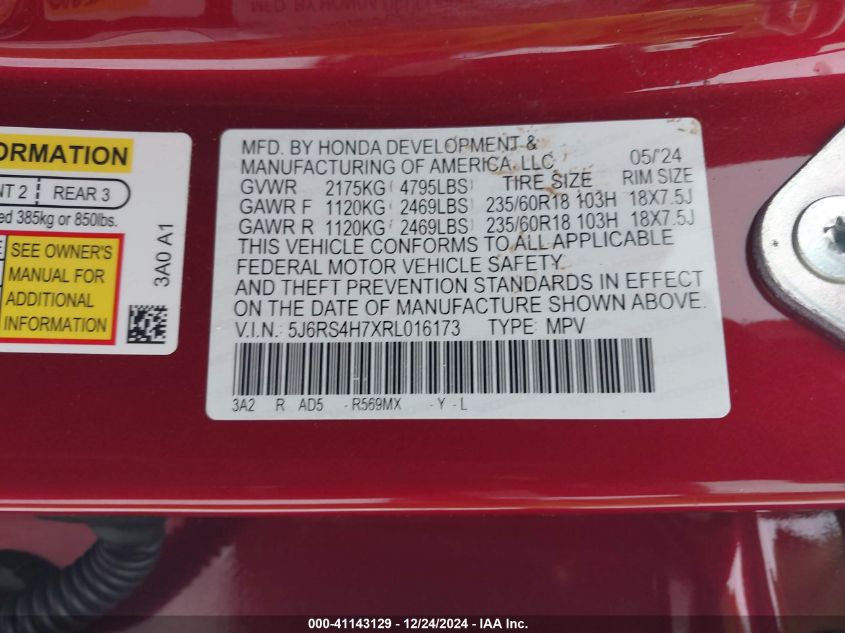 ORMATION
NT 2 REAR 3
ed 385kg or 850lbs.
SEE OWNER'S
MANUAL FOR
ADDITIONAL
INFORMATION
3A0 A1
MFD. BY HONDA DEVELOPMENT &
MANUFACTURING OF AMERICA, LLC 05/'24
GVWR 2175KG( 4795LBS) TIRE SIZE RIM SIZE
GAWR F 1120KG( 2469LBS) 235/60R18 103H 18X7.5J
GAWR R 1120KG( 2469LBS) 235/60R18 103H 18X7.5J
THIS VEHICLE CONFORMS TO ALL APPLICABLE
FEDERAL MOTOR VEHICLE SAFETY
AND THEFT PREVENTION STANDARDS IN EFFECT
ON THE DATE OF MANUFACTURE SHOWN ABOVE.
V.I.N.: 5J6RS4H7XRL016173 TYPE: MPV
3A2 R AD5 -R569MX -Y -L
000-41143129 - 12/24/2024 - IAA Inc.